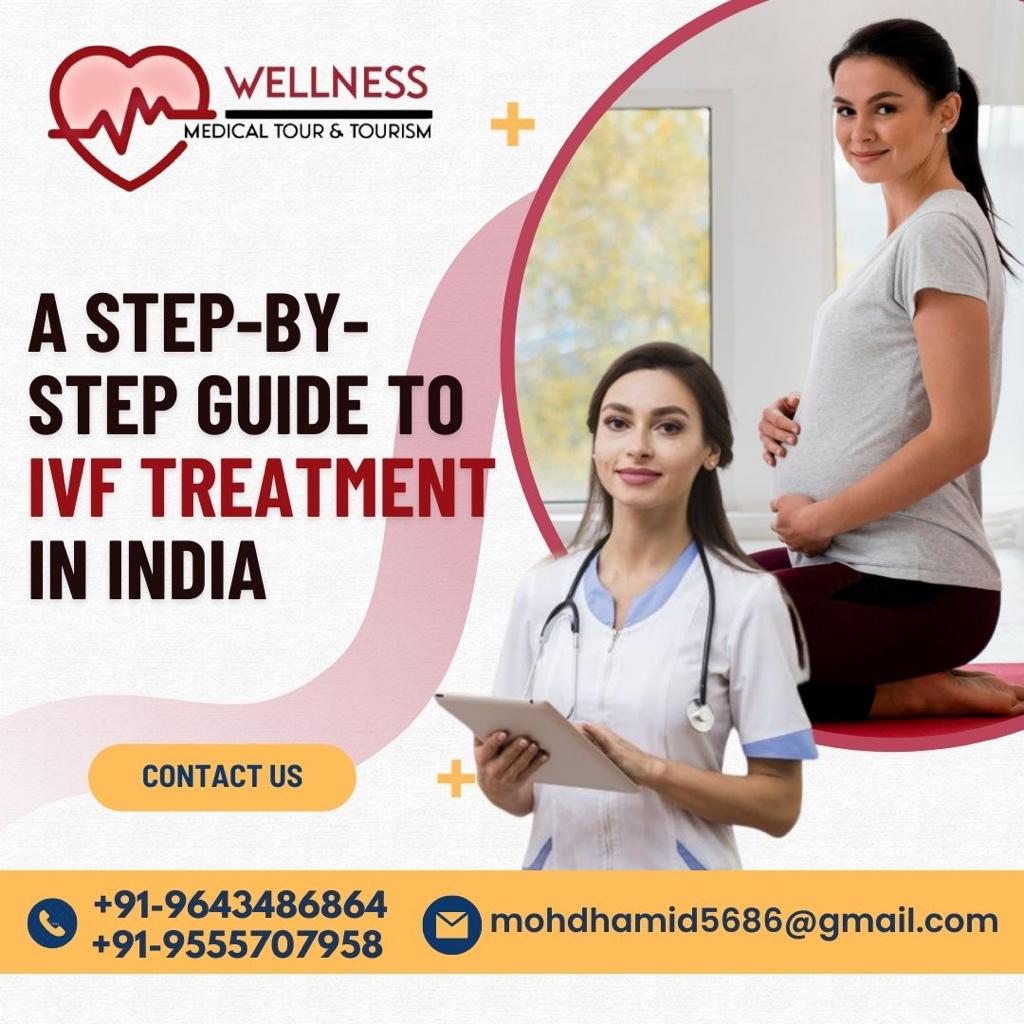 WELLNESS
MEDICAL TOUR & TOURISM
A STEP-BY-
STEP GUIDE TO
IVF TREATMENT
IN INDIA
CONTACT US
+91-9643486864
+91-9555707958
mohdhamid5686@gmail.com